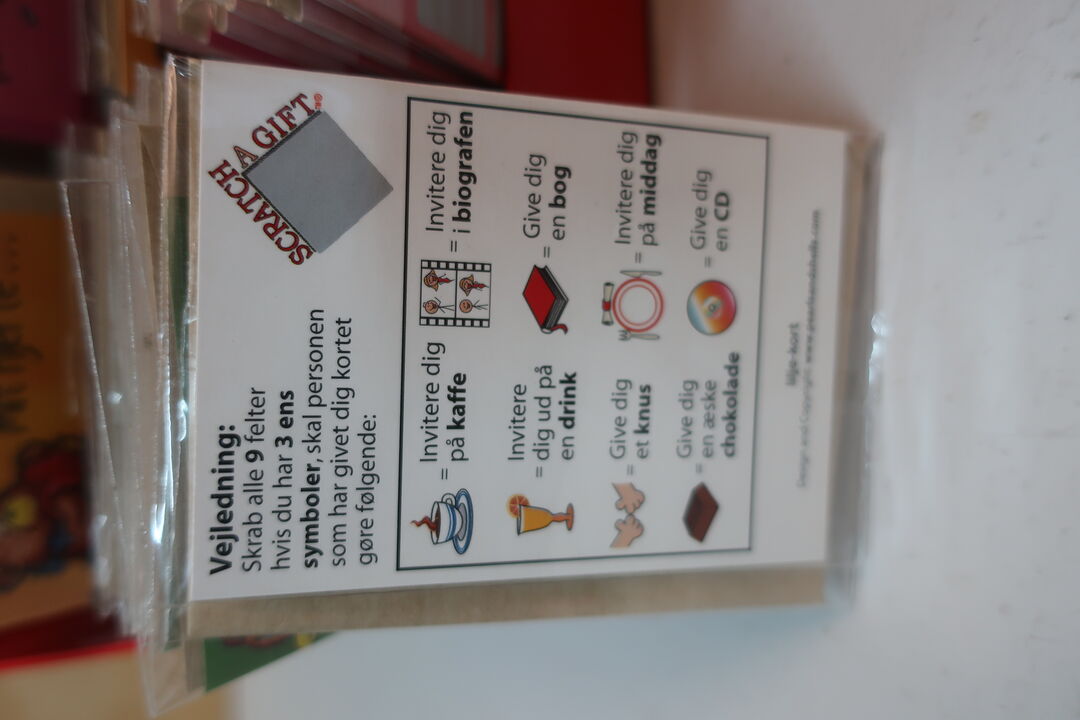 SCRATCH A GIFT
Vejledning:
Skrab alle 9 felter
hvis du har 3 ens
symboler, skal personen
som har givet dig kortet
gøre følgende:
= Invitere dig
på kaffe
= Invitere dig
i biografen
Invitere
= dig ud på
en drink
= Give dig
en bog
= Give dig
et knus
= Invitere dig
på middag
Give dig
= en æske
chokolade
= Give dig
en CD
lilje-kort
Design and Copyright: